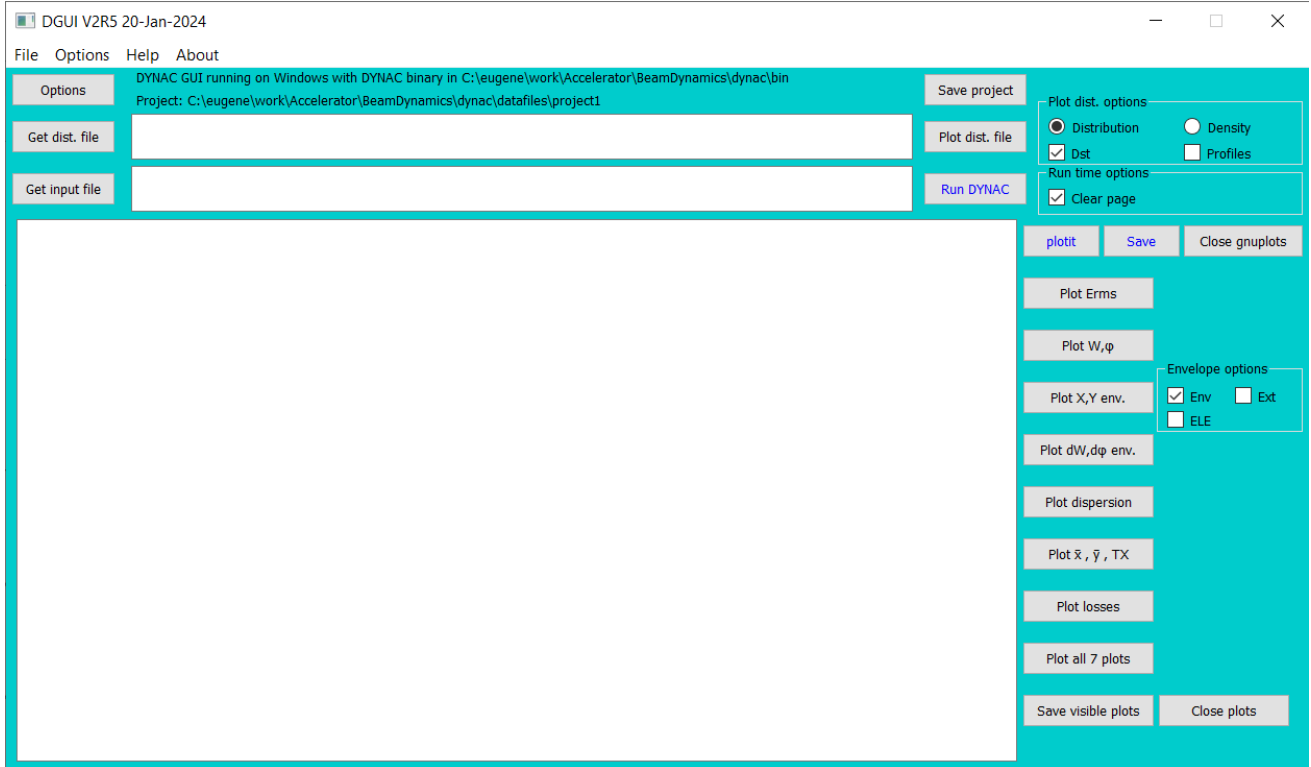 DGUI V2R5 20-Jan-2024
File Options Help About
Options
DYNAC GUI running on Windows with DYNAC binary in C:\eugene\work\Accelerator\BeamDynamics\dynac\bin
Project: C:\eugene\work\Accelerator\BeamDynamics\dynac\datafiles\project1
Save project
Plot dist. options
Get dist. file
Plot dist. file
Distribution Density
Dst Profiles
Run time options
Get input file
Run DYNAC
Clear page
plotit Save Close gnuplots
Plot Erms
Plot W,φ
Envelope options
Plot X,Y env.
Env Ext
ELE
Plot dW,dφ env.
Plot dispersion
Plot x̄ , ȳ , TX
Plot losses
Plot all 7 plots
Save visible plots Close plots